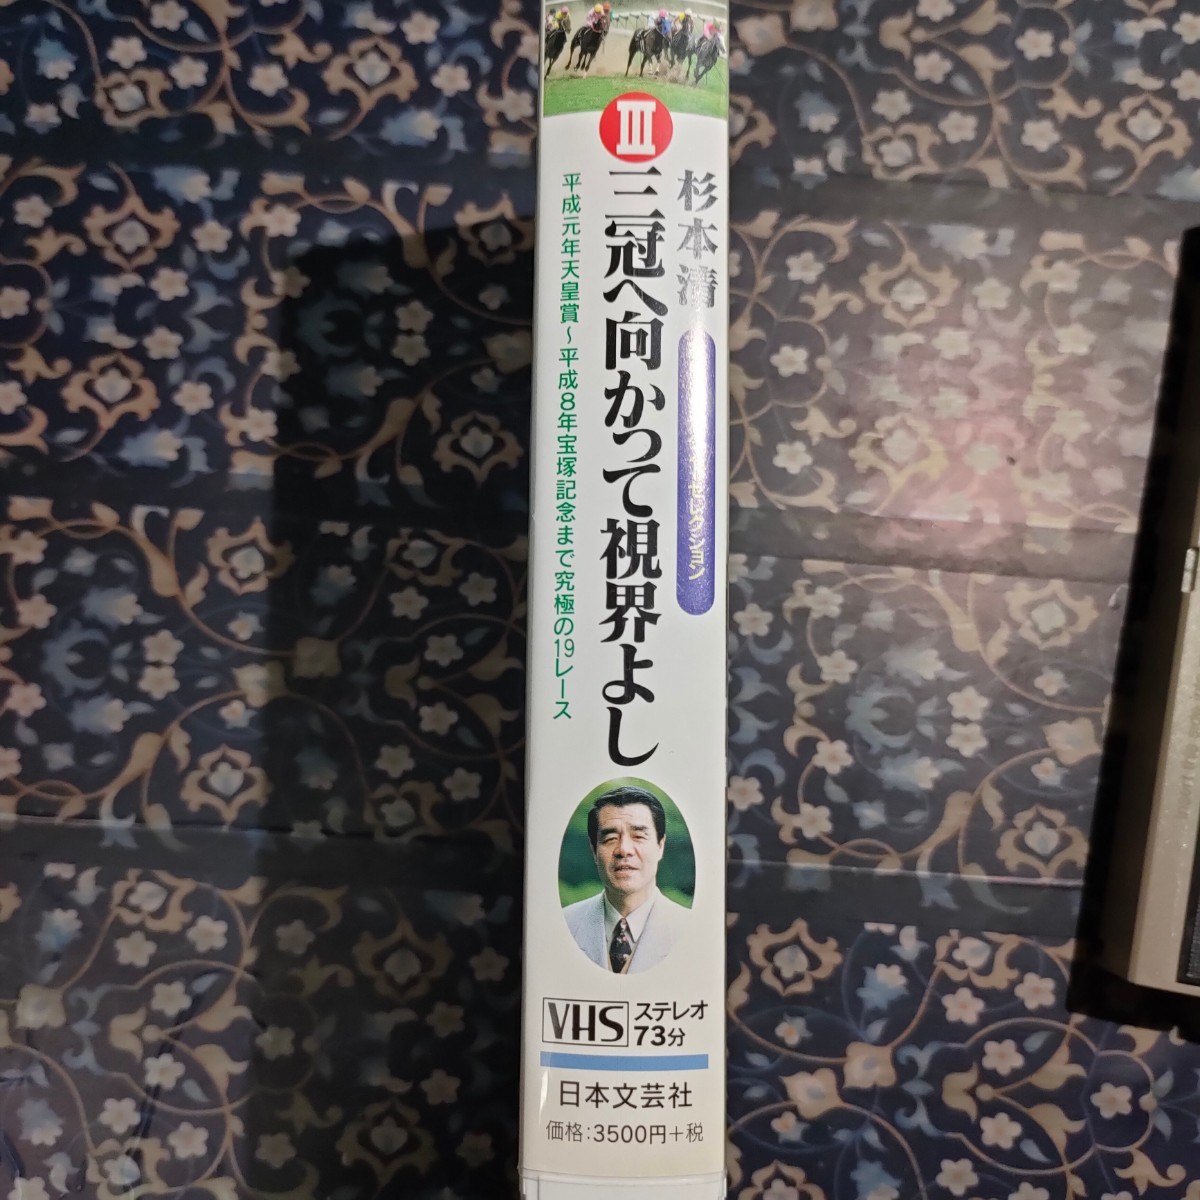 III
杉本清
セレクション
三冠へ向かって視界よし
平成元年天皇賞～平成8年宝塚記念まで究極の19レース
VHS
ステレオ
73分
日本文芸社
価格:3500円+税